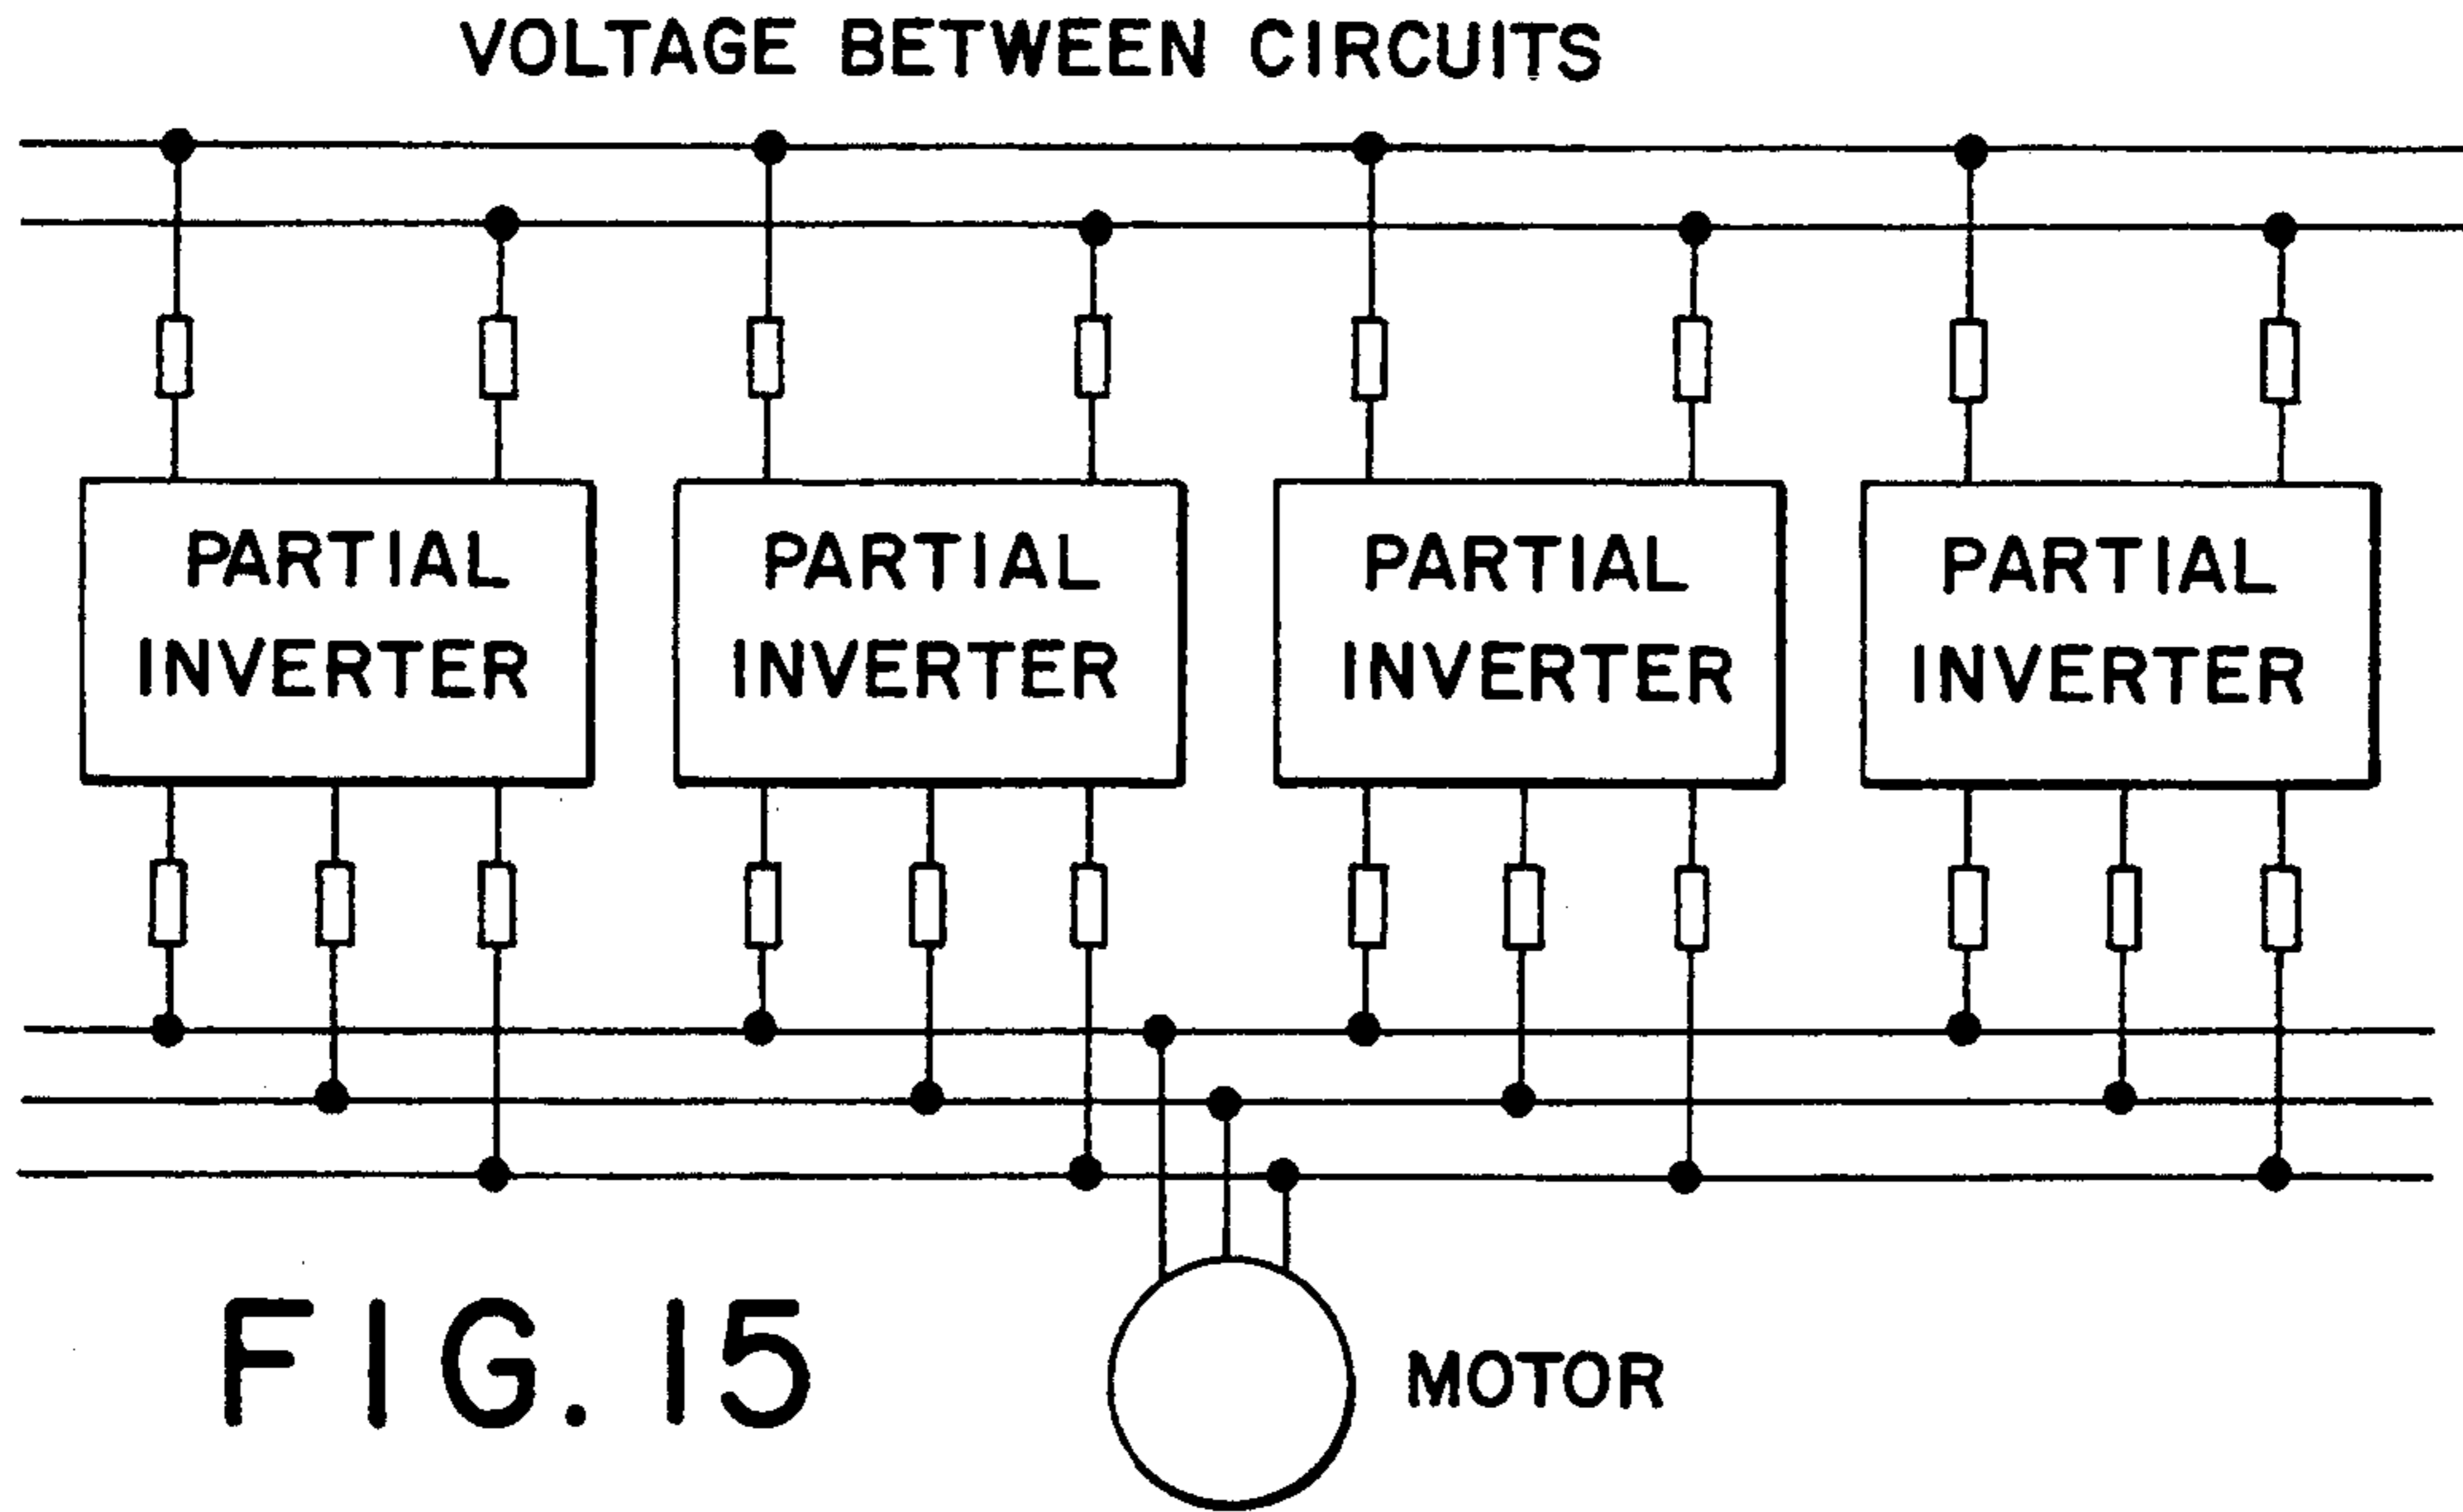 VOLTAGE BETWEEN CIRCUITS
PARTIAL
INVERTER
PARTIAL
INVERTER
PARTIAL
INVERTER
PARTIAL
INVERTER
FIG. 15
MOTOR